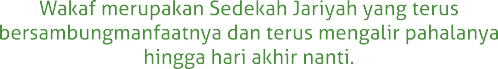 Wakaf merupakan Sedekah Jariyah yang terus
bersambungmanfaatnya dan terus mengalir pahalanya
hingga hari akhir nanti.